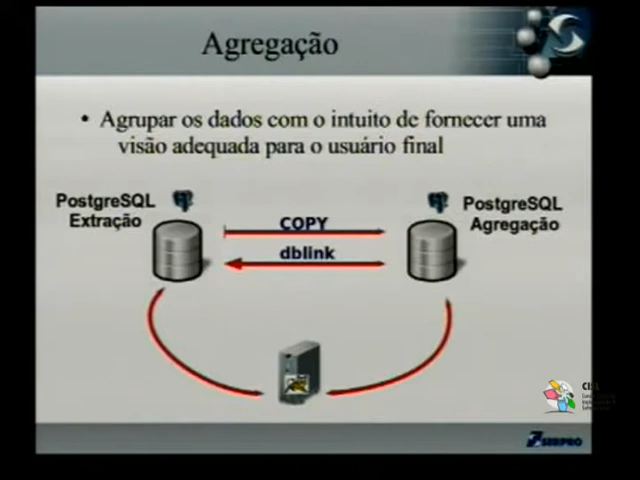 Agregação
• Agrupar os dados com o intuito de fornecer uma
visão adequada para o usuário final
PostgreSQL
Extração
COPY
dblink
PostgreSQL
Agregação
SERPRO